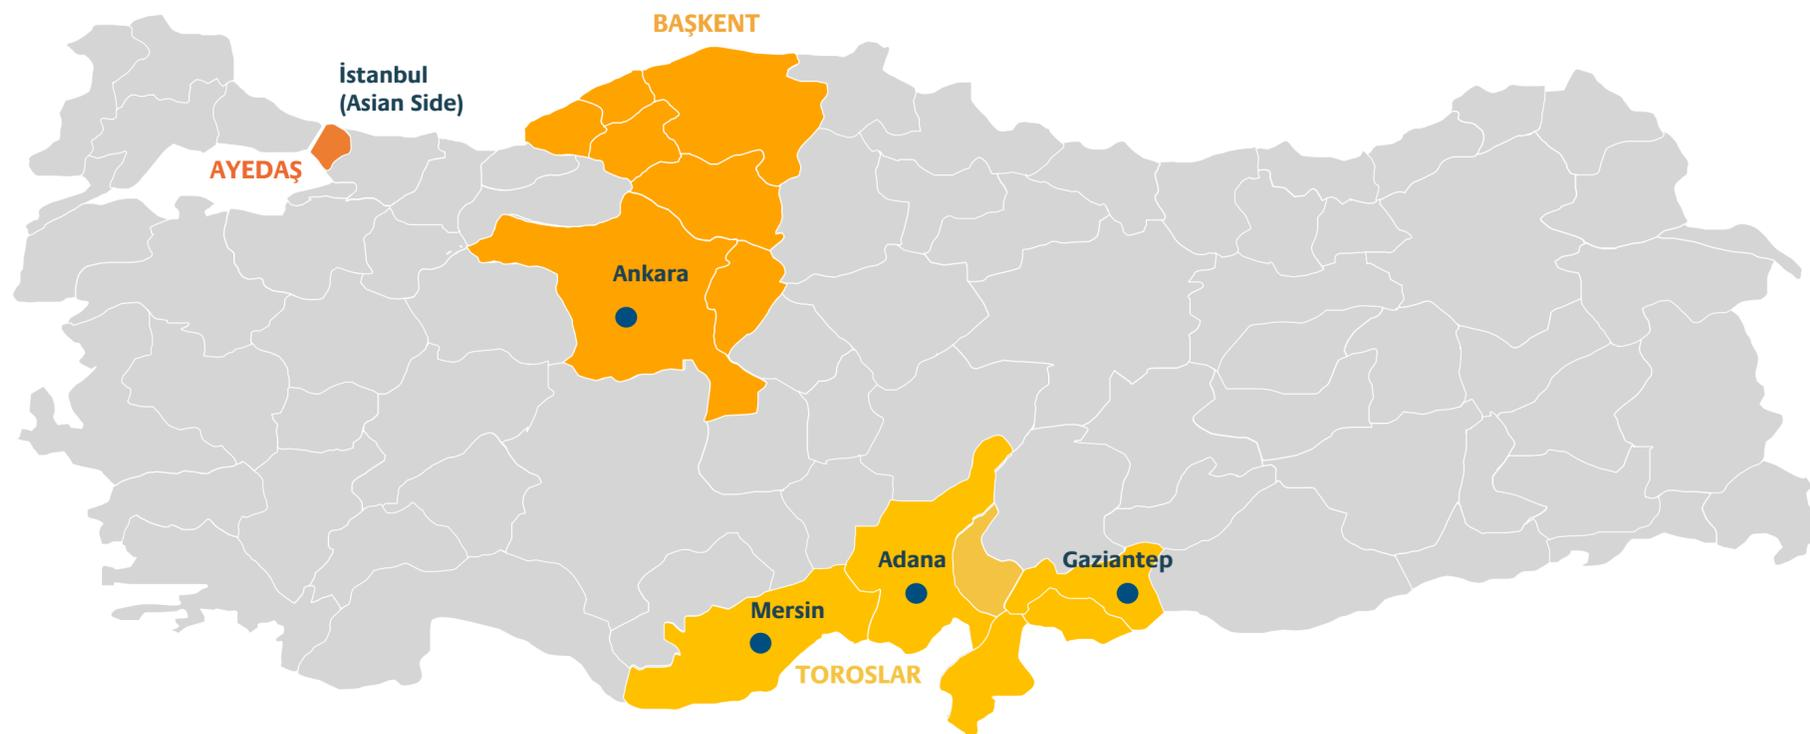 BAŞKENT
İstanbul
(Asian Side)
AYEDAŞ
Ankara
Adana
Gaziantep
Mersin
TOROSLAR